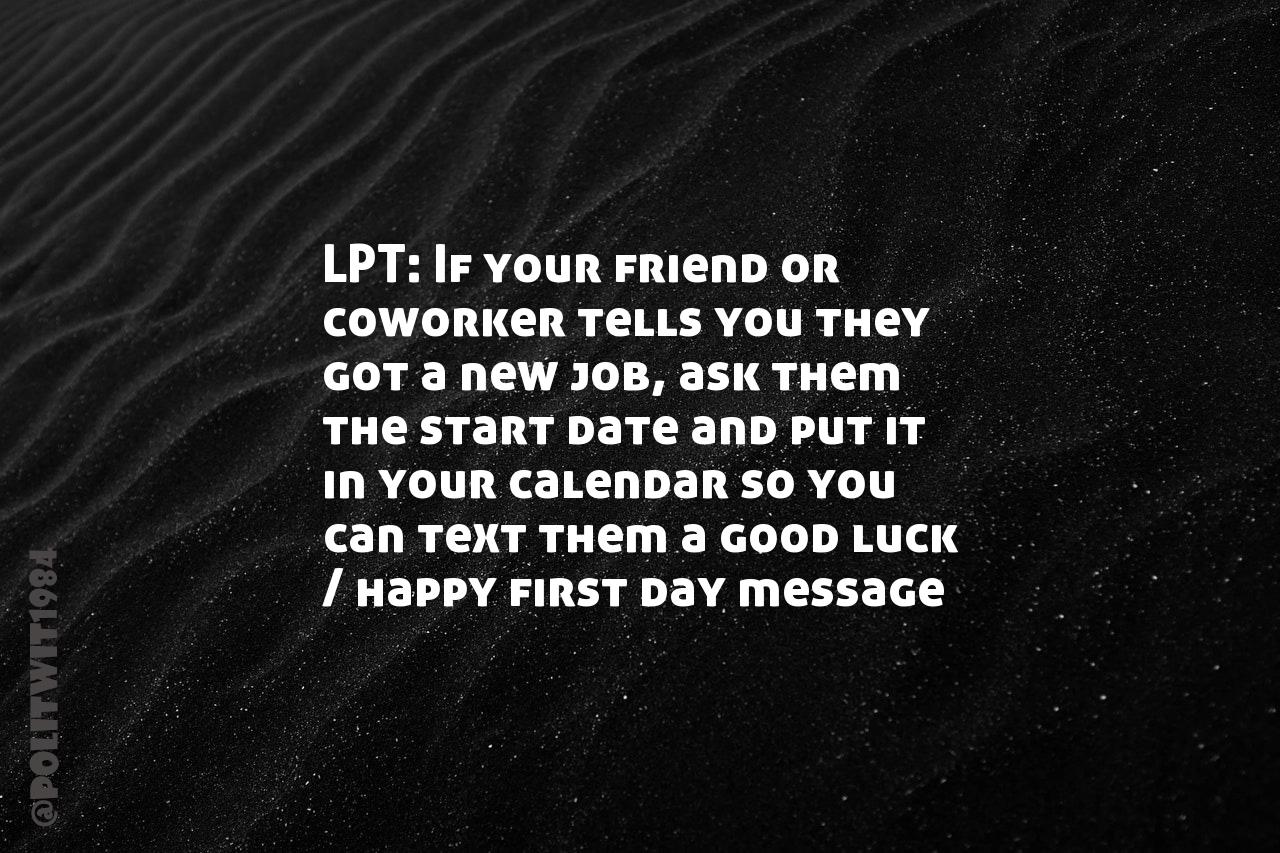 LPT: If your friend or
coworker tells you they
got a new job, ask them
the start date and put it
in your calendar so you
can text them a good luck
/ happy first day message
@politwit1984